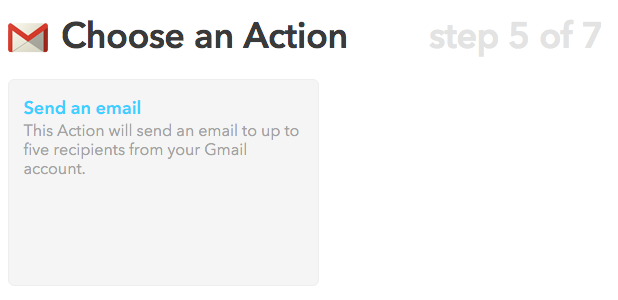 Choose an Action step 5 of 7
Send an email
This Action will send an email to up to
five recipients from your Gmail
account.